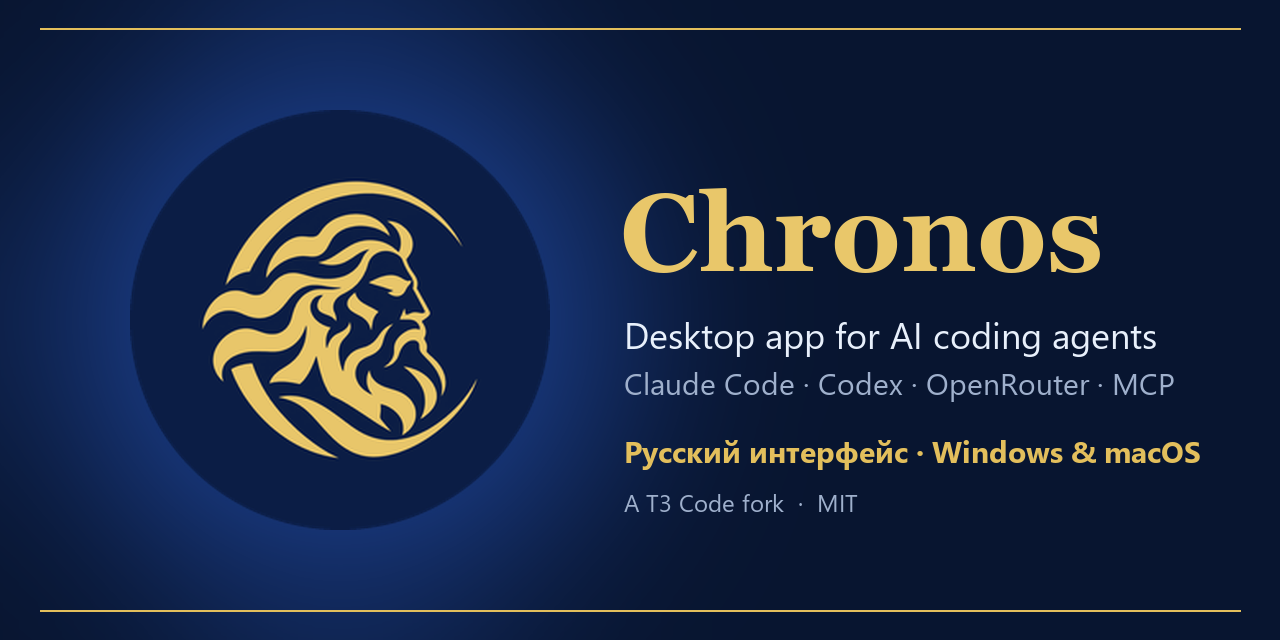 Chronos
Desktop app for AI coding agents
Claude Code · Codex · OpenRouter · MCP
Русский интерфейс · Windows & macOS
A T3 Code fork · MIT